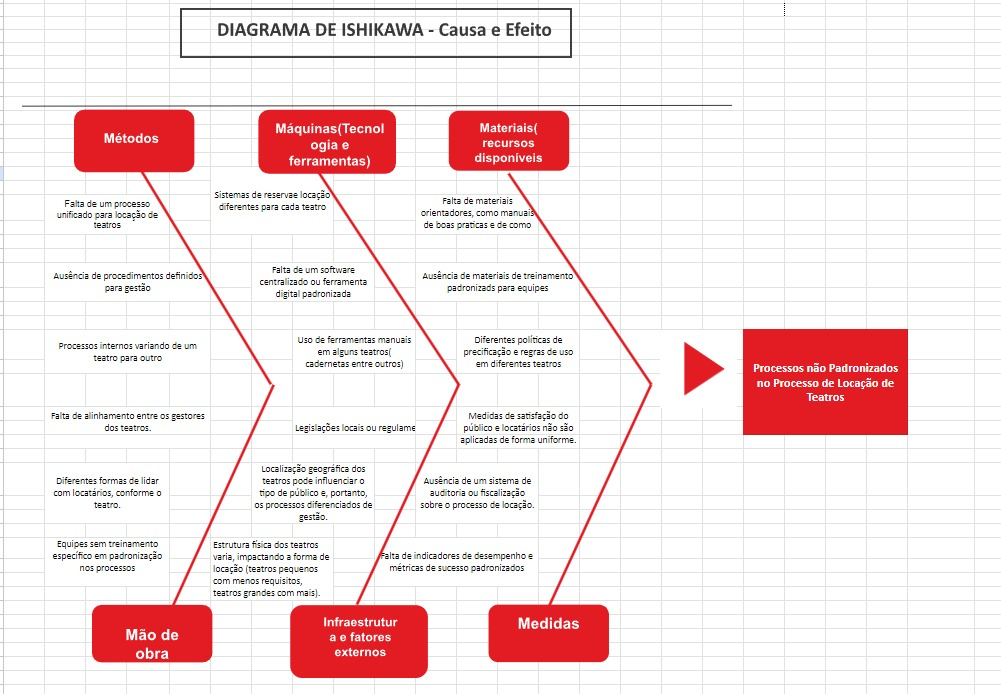 DIAGRAMA DE ISHIKAWA - Causa e Efeito
Métodos
Máquinas(Tecnol
ogia e
ferramentas)
Materiais(
recursos
disponíveis
Falta de um processo
unificado para locação de
teatros
Sistemas de reservae locação
diferentes para cada teatro
Falta de materiais
orientadores, como manuais
de boas praticas e de como
Ausência de procedimentos definidos
para gestão
Falta de um software
centralizado ou ferramenta
digital padronizada
Ausência de materiais de treinamento
padronizads para equipes
Processos internos variando de um
teatro para outro
Uso de ferramentas manuais
em alguns teatros(
cadernetas entre outros)
Diferentes políticas de
precificação e regras de uso
em diferentes teatros
Processos não Padronizados
no Processo de Locação de
Teatros
Falta de alinhamento entre os gestores
dos teatros.
Legislações locais ou regulame
Medidas de satisfação do
público e locatários não são
aplicadas de forma uniforme.
Diferentes formas de lidar
com locatários, conforme o
teatro.
Localização geográfica dos
teatros pode influenciar o
tipo de público e, portanto,
os processos diferenciados de
gestão.
Ausência de um sistema de
auditoria ou fiscalização
sobre o processo de locação.
Equipes sem treinamento
específico em padronização
nos processos
Estrutura física dos teatros
varia, impactando a forma de
locação (teatros pequenos
com menos requisitos,
teatros grandes com mais).
Falta de indicadores de desempenho e
métricas de sucesso padronizados
Mão de
obra
Infraestrutur
a e fatores
externos
Medidas